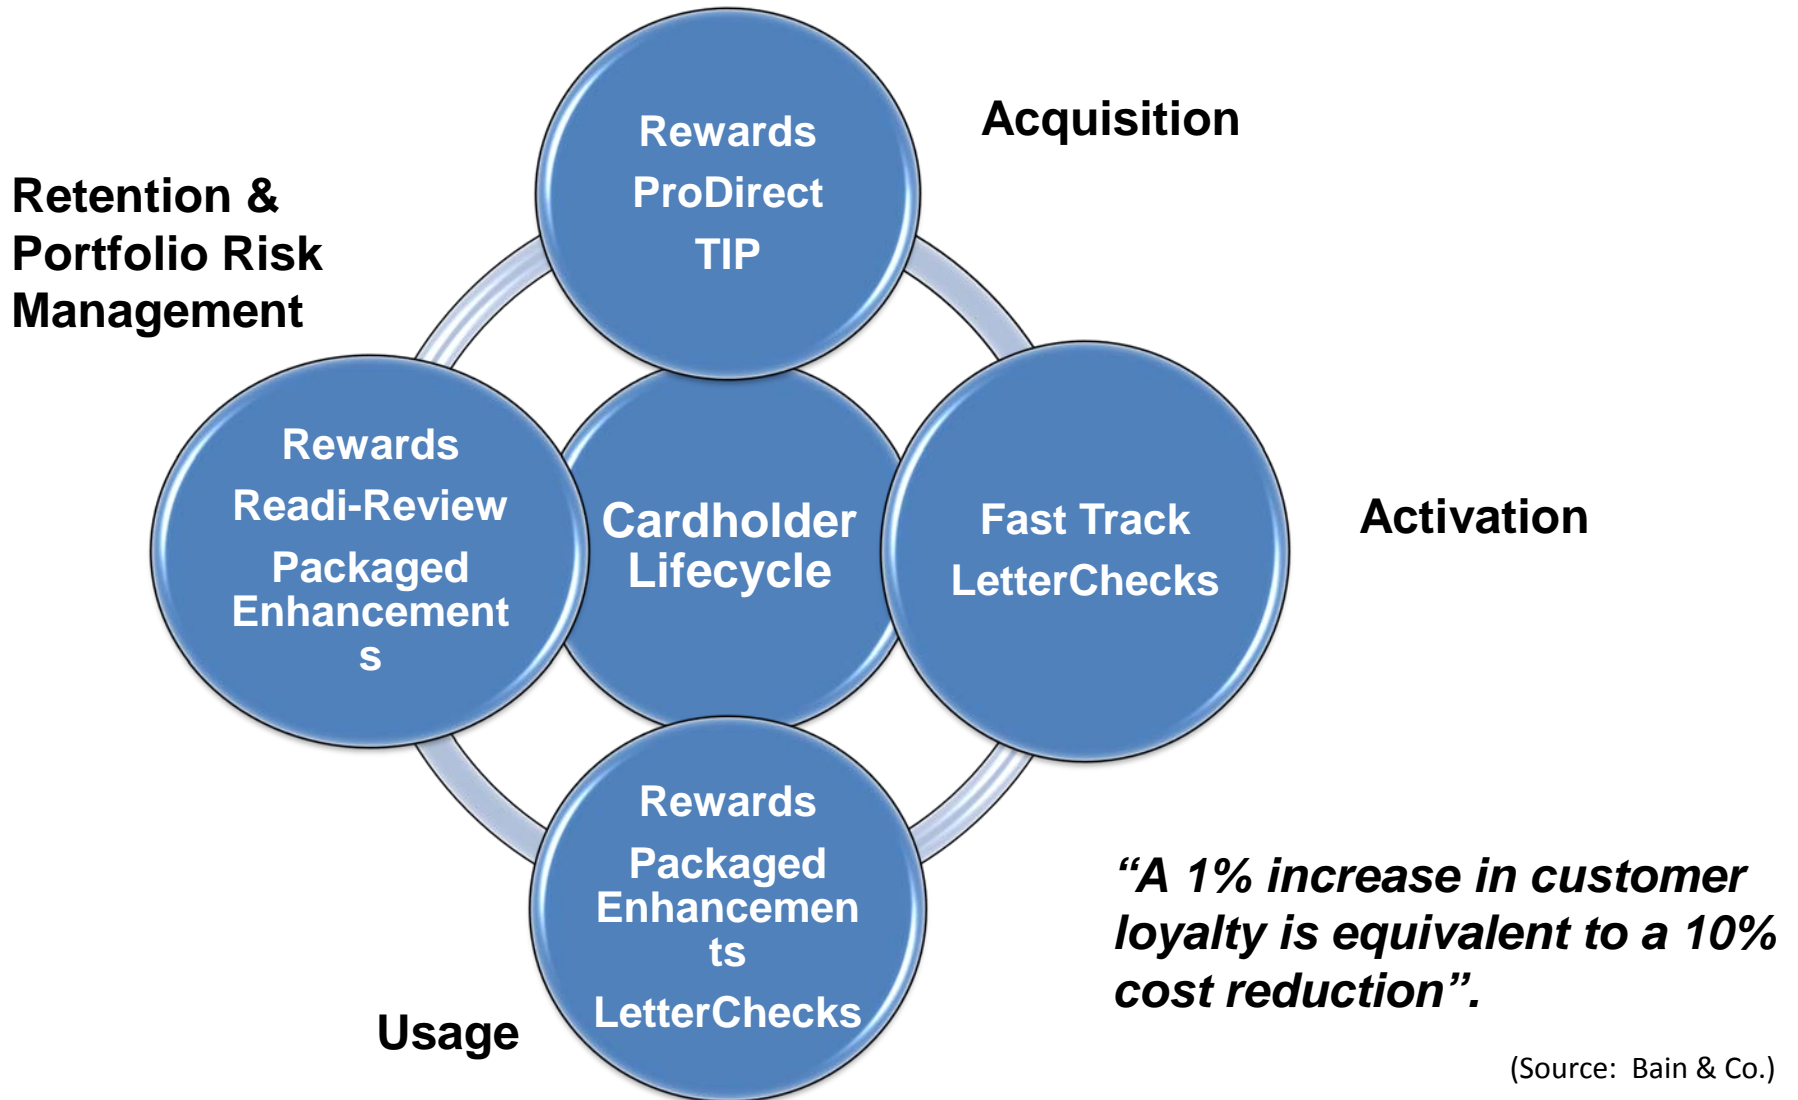 Rewards
ProDirect
TIP
Acquisition
Retention &
Portfolio Risk
Management
Rewards
Readi-Review
Packaged
Enhancement
s
Cardholder
Lifecycle
Fast Track
LetterChecks
Activation
Rewards
Packaged
Enhancemen
ts
LetterChecks
Usage
“A 1% increase in customer
loyalty is equivalent to a 10%
cost reduction”.
(Source:  Bain & Co.)